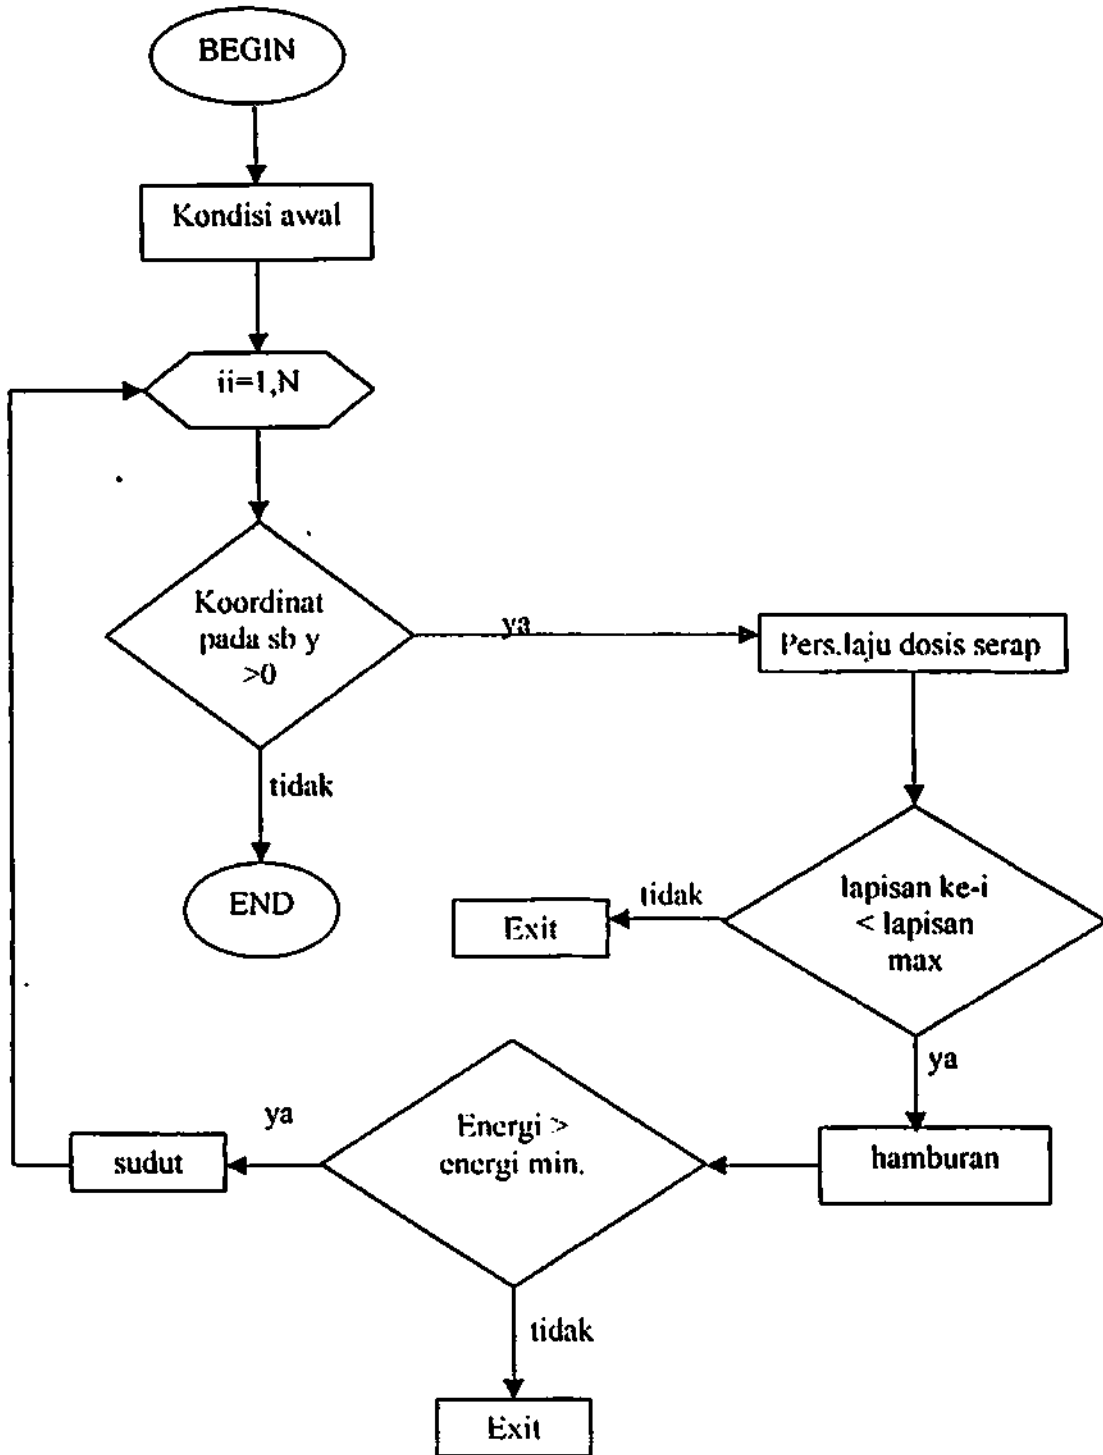 BEGIN
Kondisi awal
ii=1,N
Koordinat
pada sb y
>0
ya
Pers.laju dosis serap
tidak
END
lapisan ke-i
< lapisan
max
tidak
Exit
ya
hamburan
Energi >
energi min.
ya
sudut
tidak
Exit